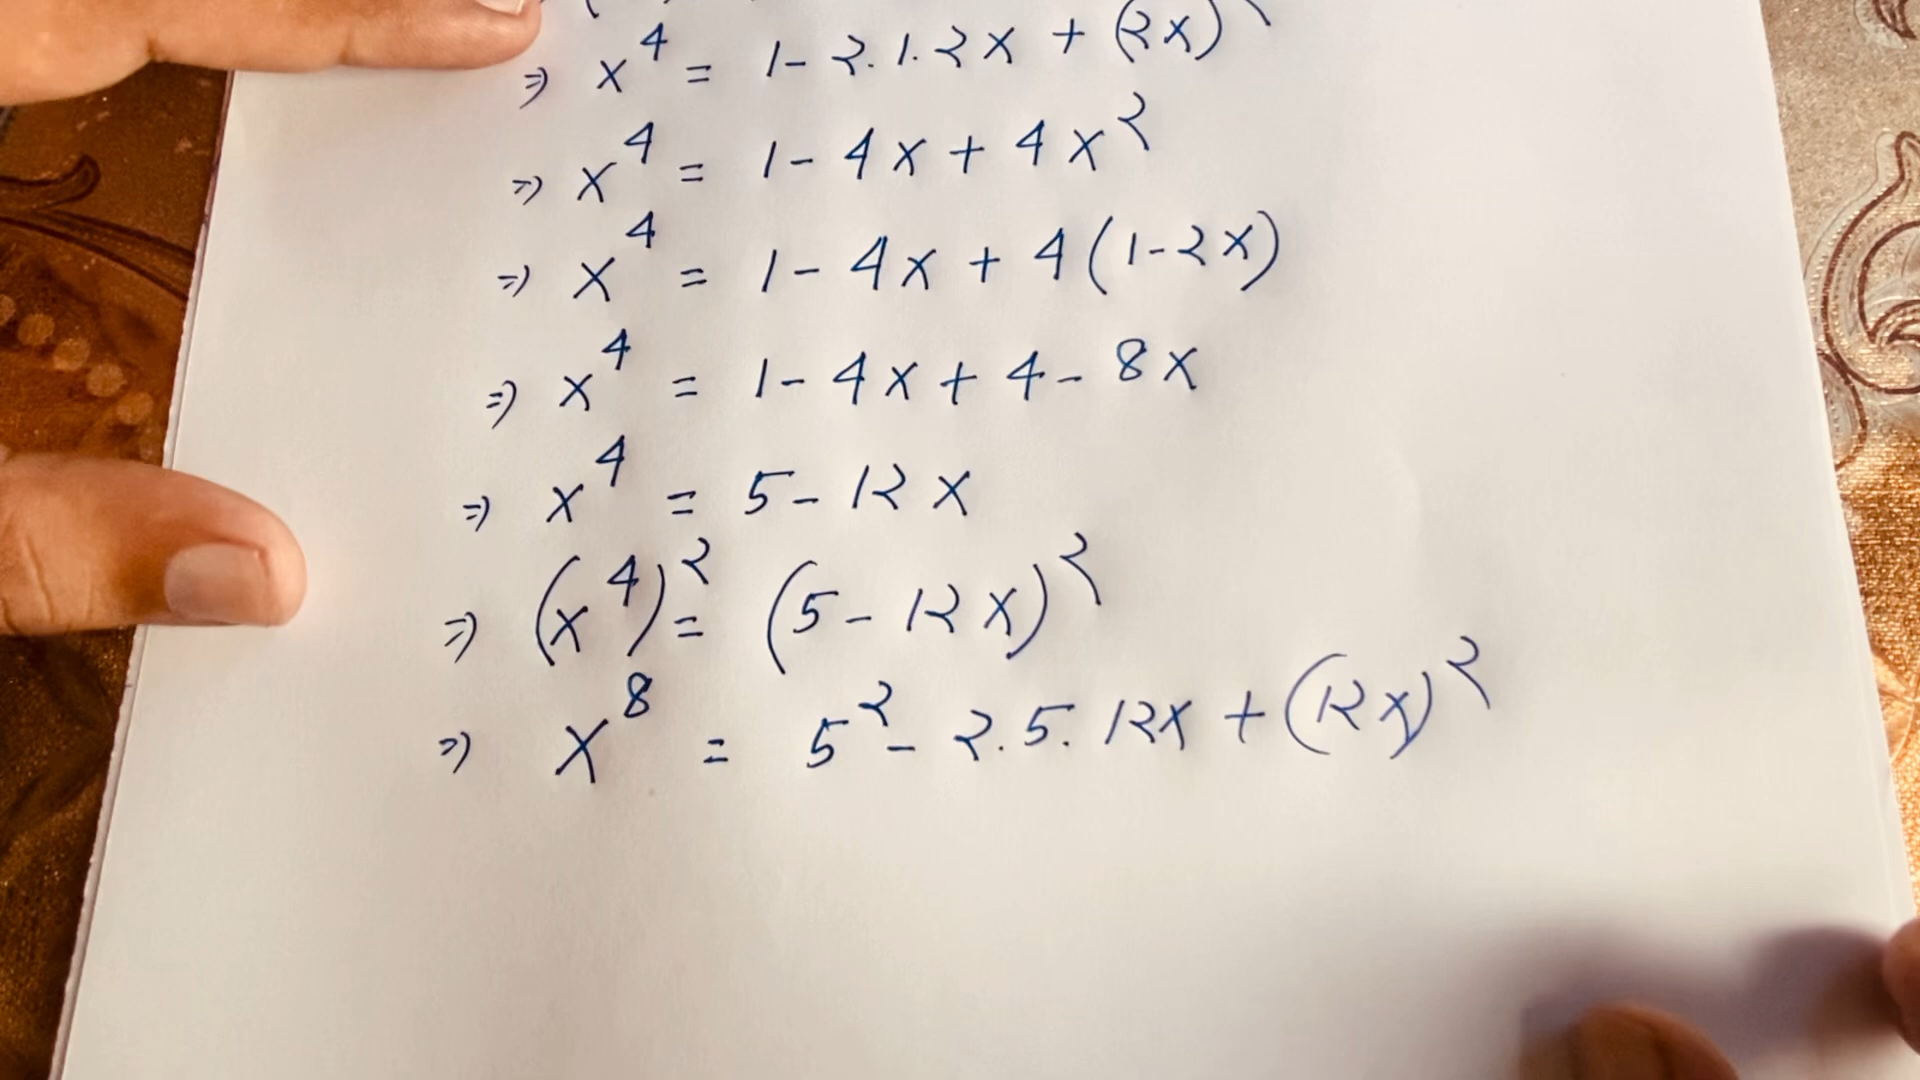 ⇒ x⁴ = 1 - 2.1.2x + (2x)
⇒ x⁴ = 1 - 4x + 4x²
⇒ x⁴ = 1 - 4x + 4(1-2x)
⇒ x⁴ = 1 - 4x + 4 - 8x
⇒ x⁴ = 5 - 12x
⇒ (x⁴)² = (5 - 12x)²
⇒ x⁸ = 5² - 2.5.12x + (12x)²